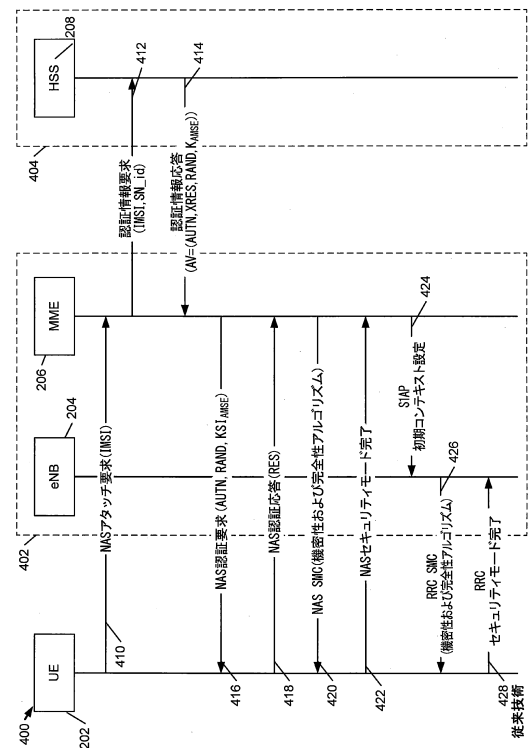 400
UE
202
402
eNB
204
MME
206
404
HSS
208
NASアタッチ要求(IMSI)
410
認証情報要求
(IMSI,SN_id)
412
認証情報応答
(AV=(AUTN,XRES,RAND,KAMSE))
414
NAS認証要求(AUTN, RAND, KSIAMSE)
416
NAS認証応答(RES)
418
NAS SMC(機密性および完全性アルゴリズム)
420
NASセキュリティモード完了
422
S1AP
初期コンテキスト設定
424
RRC SMC
(機密性および完全性アルゴリズム)
426
RRC
セキュリティモード完了
428
従来技術